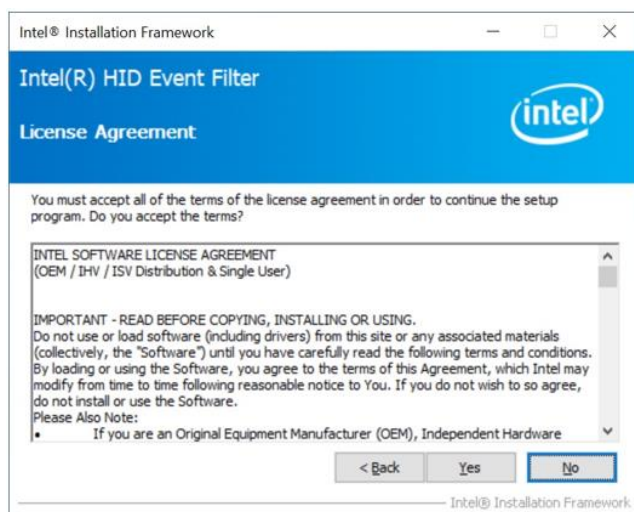 Intel® Installation Framework
Intel(R) HID Event Filter
intel
License Agreement
You must accept all of the terms of the license agreement in order to continue the setup
program. Do you accept the terms?
INTEL SOFTWARE LICENSE AGREEMENT
(OEM / IHV / ISV Distribution & Single User)
IMPORTANT - READ BEFORE COPYING, INSTALLING OR USING.
Do not use or load software (including drivers) from this site or any associated materials
(collectively, the "Software") until you have carefully read the following terms and conditions.
By loading or using the Software, you agree to the terms of this Agreement, which Intel may
modify from time to time following reasonable notice to You. If you do not wish to so agree,
do not install or use the Software.
Please Also Note:
• If you are an Original Equipment Manufacturer (OEM), Independent Hardware
< Back Yes No
Intel® Installation Framework